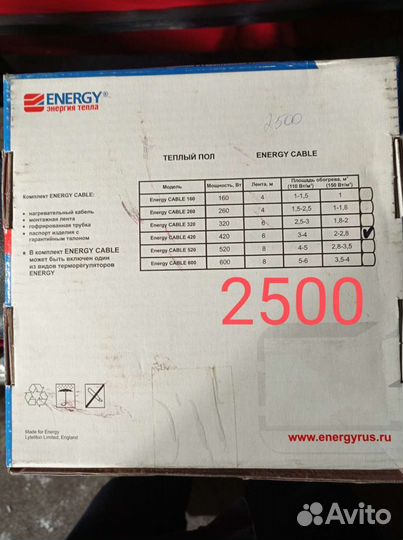 ENERGY®
энергия тепла
2500
ТЕПЛЫЙ ПОЛ ENERGY CABLE
Комплект ENERGY CABLE:
нагревательный кабель
монтажная лента
гофрированная трубка
паспорт изделия с
гарантийным талоном
В комплект ENERGY CABLE
может быть включен один
из видов терморегуляторов
ENERGY
Модель Мощность, Вт Лента, м Площадь обогрева, м²
(110 Вт/м²) (150 Вт/м²)
Energy CABLE 160 160 4 1-1,5 1
Energy CABLE 260 260 4 1,5-2,5 1-1,8
Energy CABLE 320 320 6 2,5-3 1,8-2
Energy CABLE 420 420 6 3-4 2-2,8
Energy CABLE 520 520 8 4-5 2,8-3,5
Energy CABLE 600 600 8 5-6 3,5-4
2500
Made for Energy
Lytelton Limited, England
www.energyrus.ru
Avito